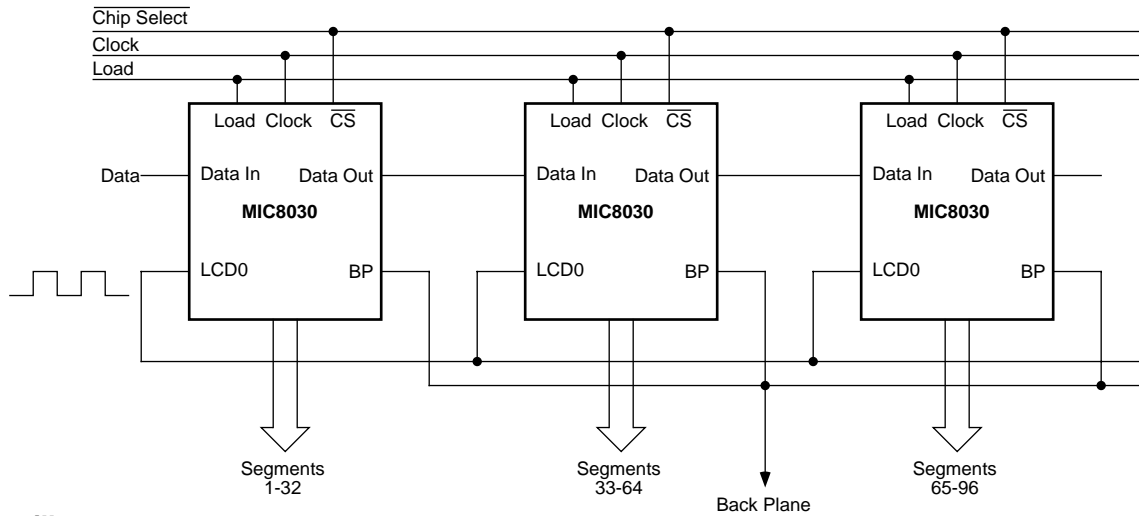 Chip Select
Clock
Load
Load Clock CS
Load Clock CS
Load Clock CS
Data
Data In Data Out
Data In Data Out
Data In Data Out
MIC8030
MIC8030
MIC8030
LCD0 BP
LCD0 BP
LCD0 BP
Segments
1-32
Segments
33-64
Segments
65-96
Back Plane